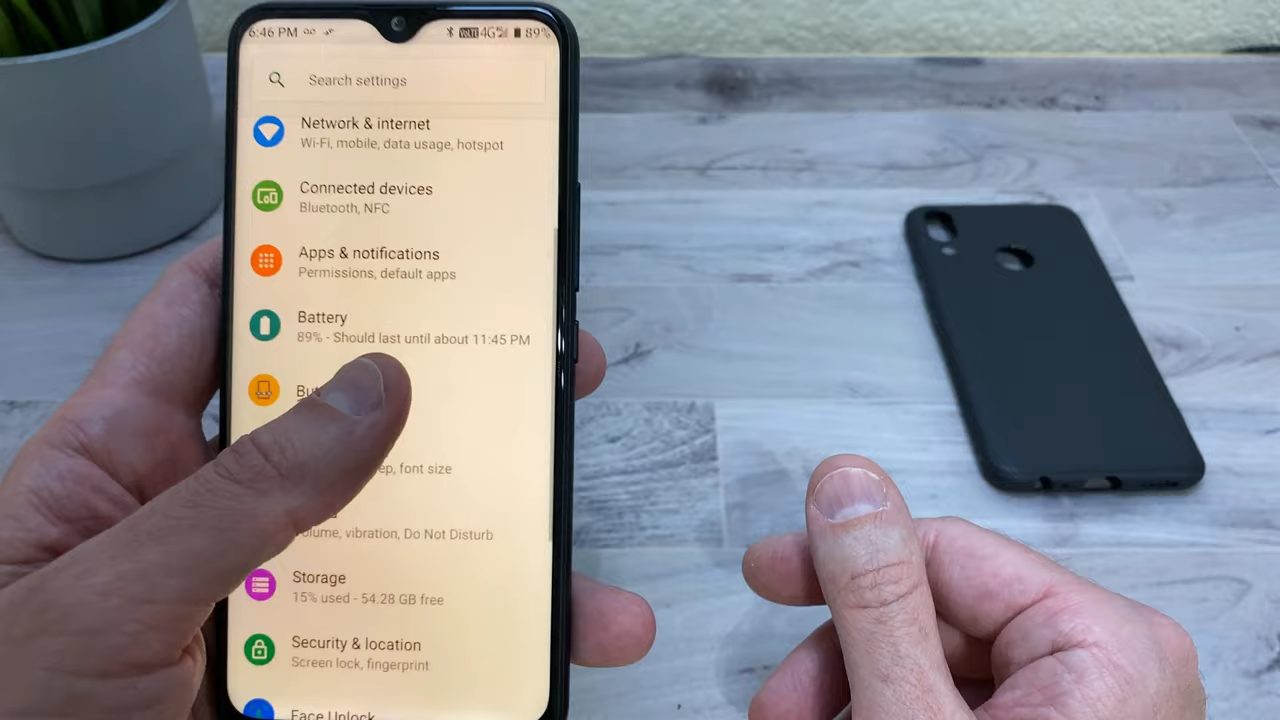 6:46 PM VoLTE 4G 89%
Search settings
Network & internet
Wi-Fi, mobile, data usage, hotspot
Connected devices
Bluetooth, NFC
Apps & notifications
Permissions, default apps
Battery
89% - Should last until about 11:45 PM
font size
vibration, Do Not Disturb
Storage
15% used - 54.28 GB free
Security & location
Screen lock, fingerprint
Face Unlock